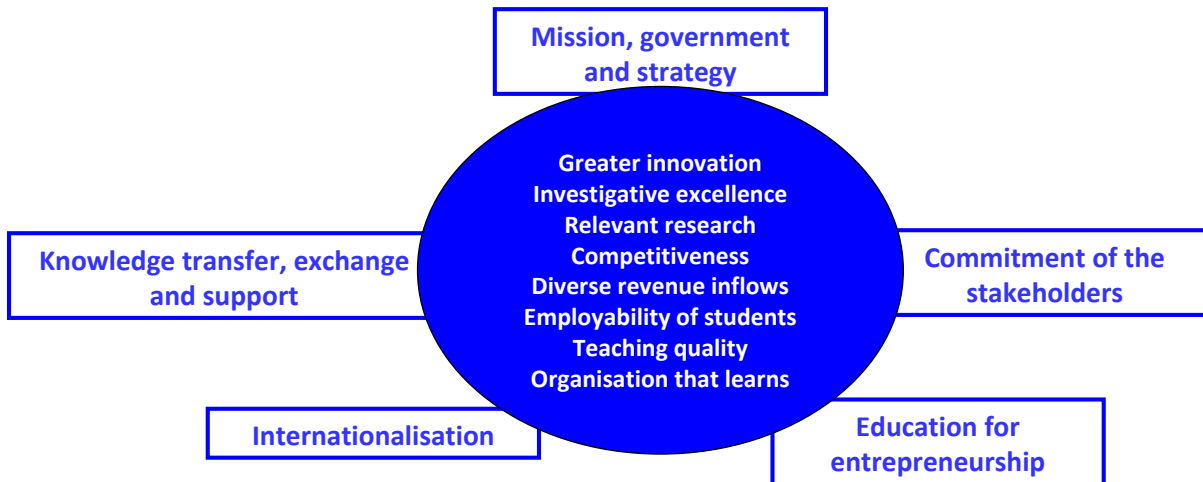 Mission, government
and strategy
Greater innovation
Investigative excellence
Relevant research
Competitiveness
Diverse revenue inflows
Employability of students
Teaching quality
Organisation that learns
Knowledge transfer, exchange
and support
Commitment of the
stakeholders
Internationalisation
Education for
entrepreneurship